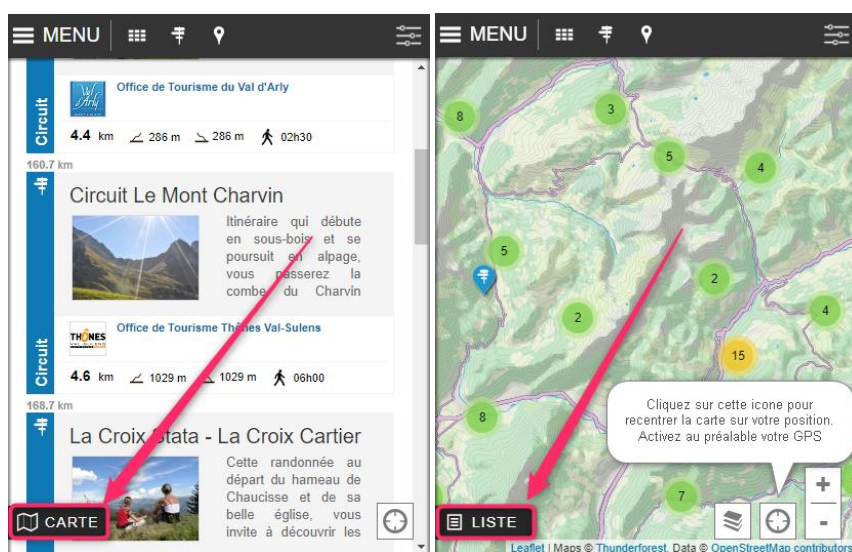 MENU
Office de Tourisme du Val d'Arly
Val
d'Arly
Circuit
4.4 km 286 m 286 m 02h30
160.7 km
Circuit Le Mont Charvin
Itinéraire qui débute
en sous-bois et se
poursuit en alpage,
vous passerez la
combe du Charvin
Office de Tourisme Thônes Val-Sulens
THÔNES
VAL-SULENS
Circuit
4.6 km 1029 m 1029 m 06h00
168.7 km
La Croix Stata - La Croix Cartier
Cette randonnée au
départ du hameau de
Chaucisse et de sa
belle église, vous
invite à découvrir les
CARTE
MENU
8
3
5
4
5
2
2
4
15
8
7
Cliquez sur cette icone pour
recentrer la carte sur votre position.
Activez au préalable votre GPS
+
-
LISTE
Leaflet | Maps © Thunderforest, Data © OpenStreetMap contributors